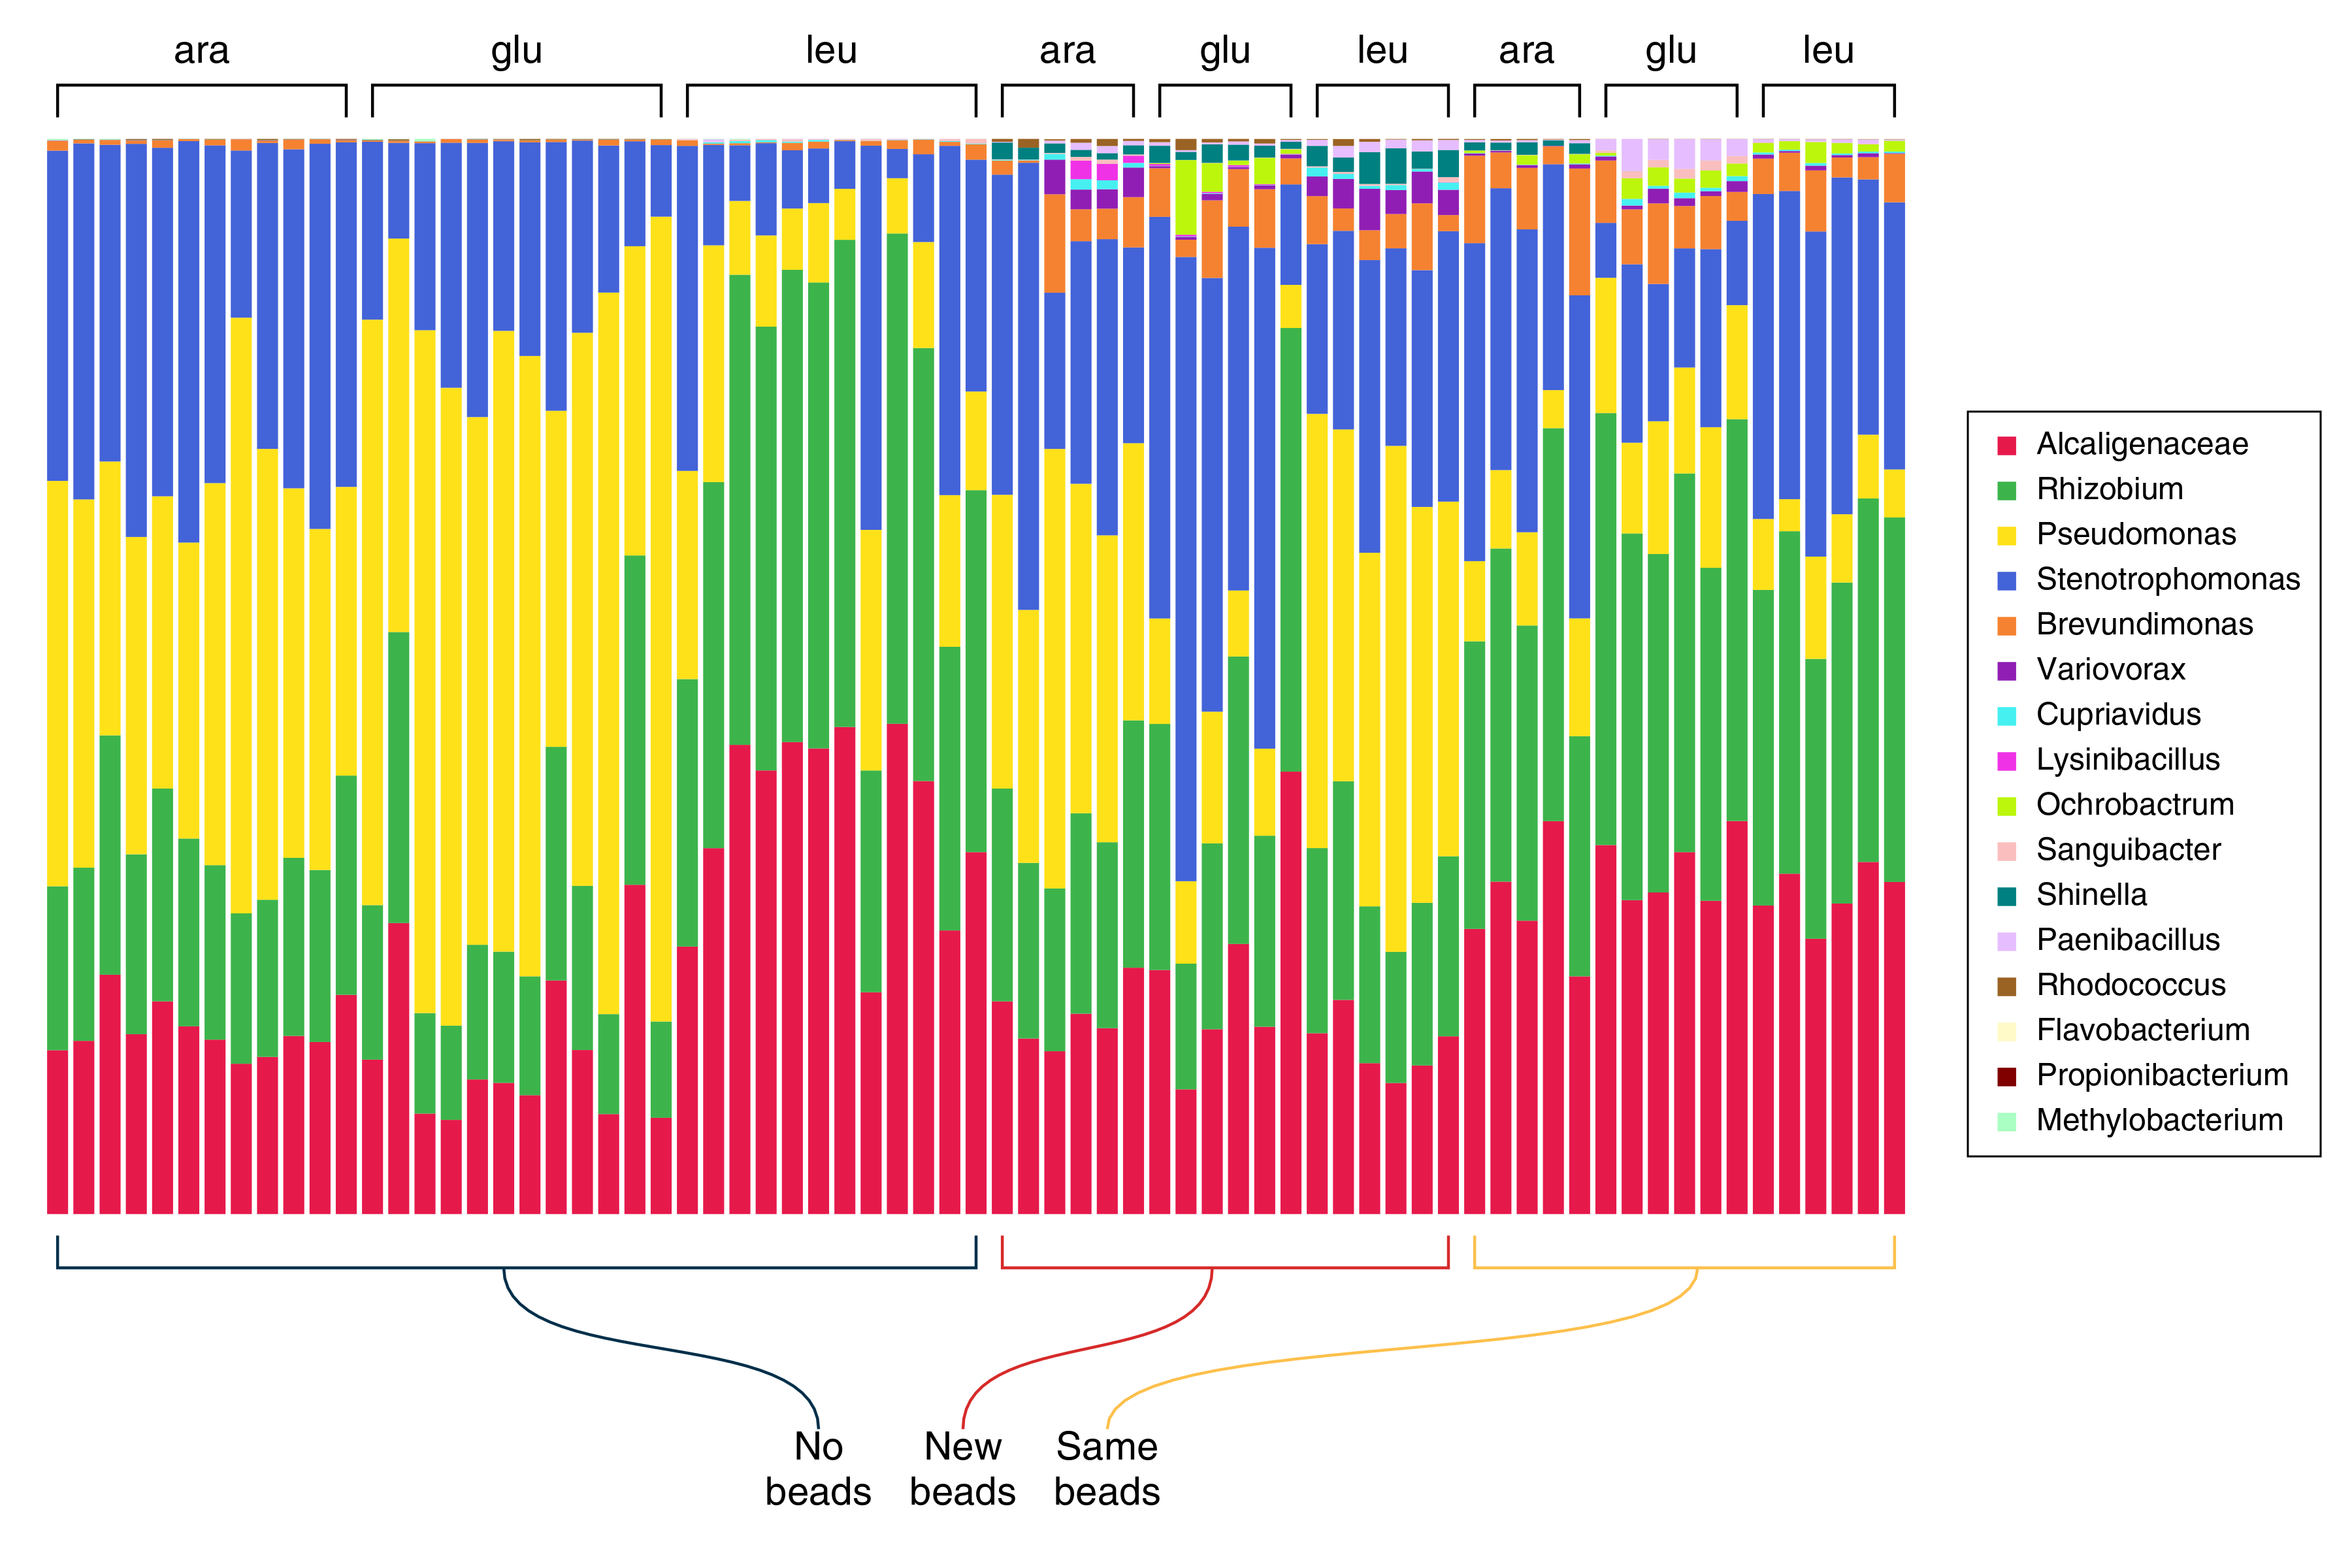 ara glu leu ara glu leu ara glu leu
Alcaligenaceae
Rhizobium
Pseudomonas
Stenotrophomonas
Brevundimonas
Variovorax
Cupriavidus
Lysinibacillus
Ochrobactrum
Sanguibacter
Shinella
Paenibacillus
Rhodococcus
Flavobacterium
Propionibacterium
Methylobacterium
No New Same
beads beads beads